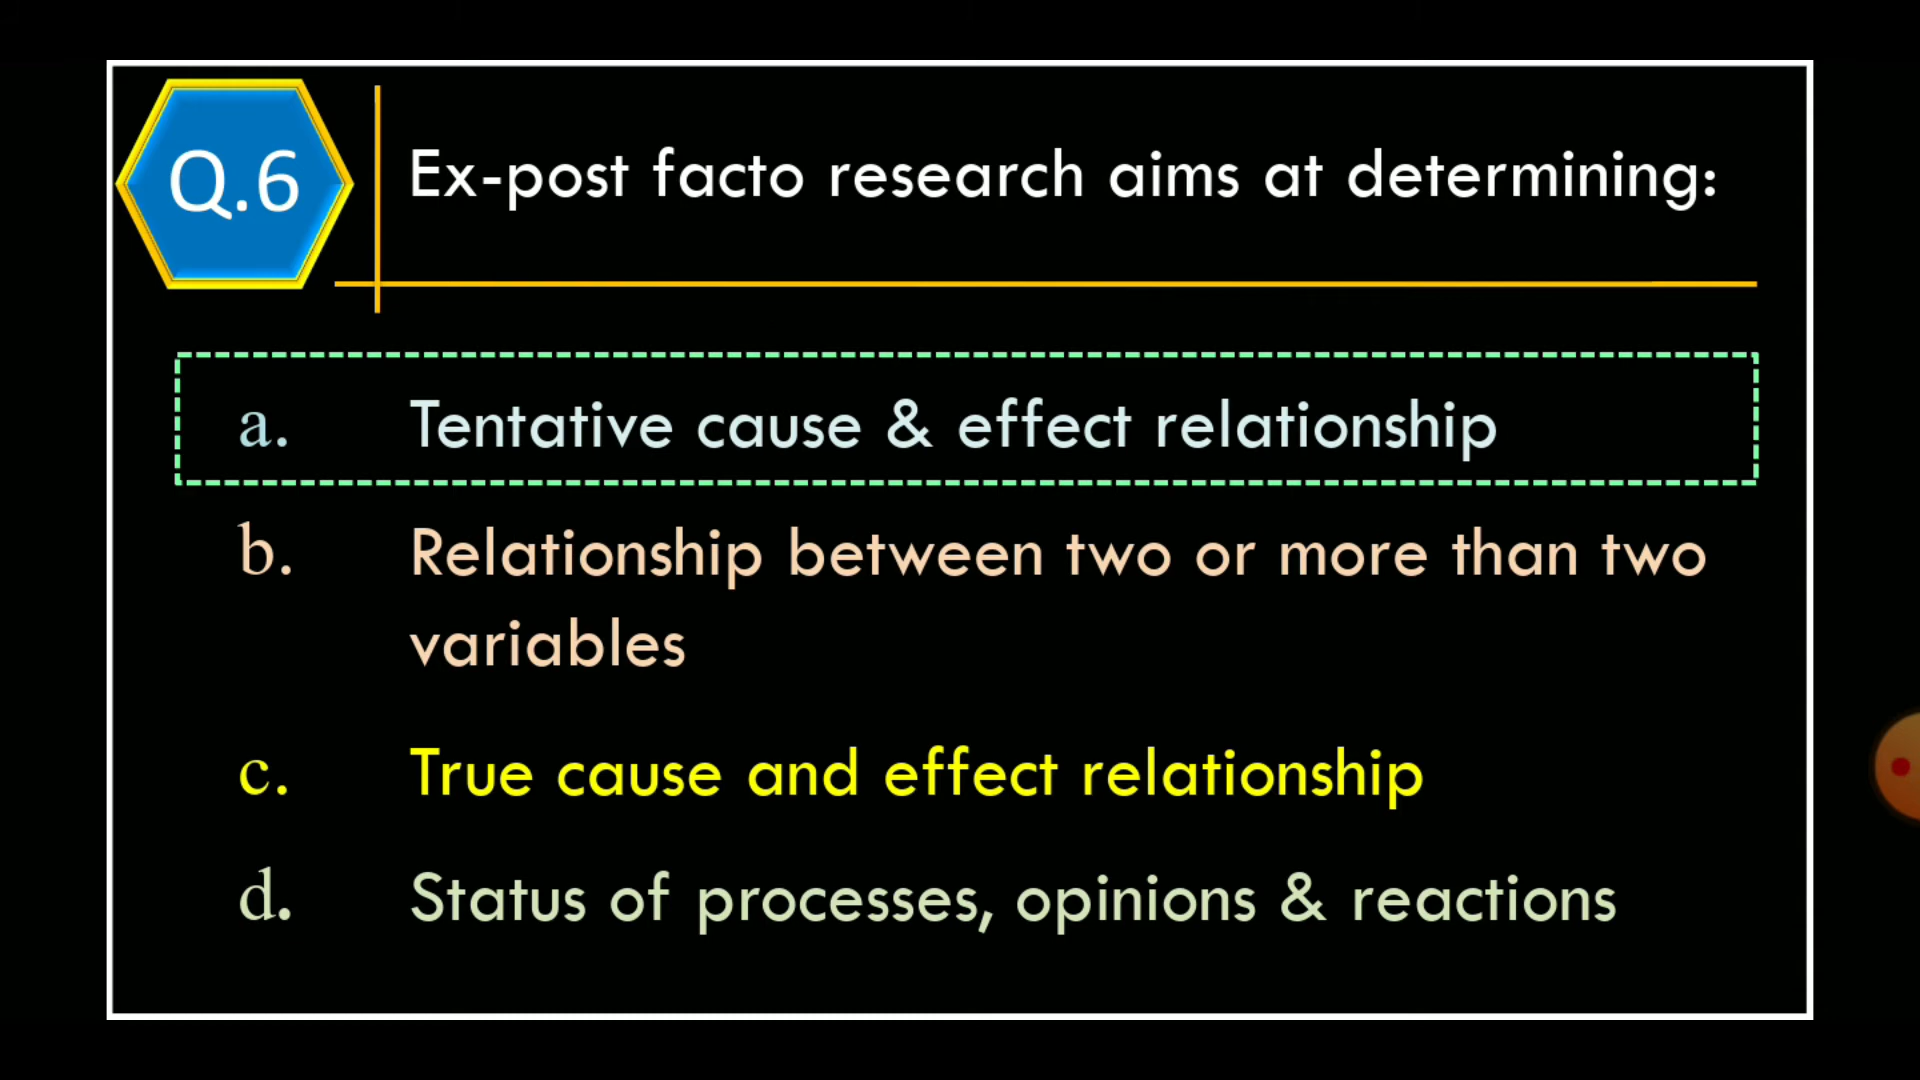 Q.6
Ex-post facto research aims at determining:
a. Tentative cause & effect relationship
b. Relationship between two or more than two
variables
c. True cause and effect relationship
d. Status of processes, opinions & reactions